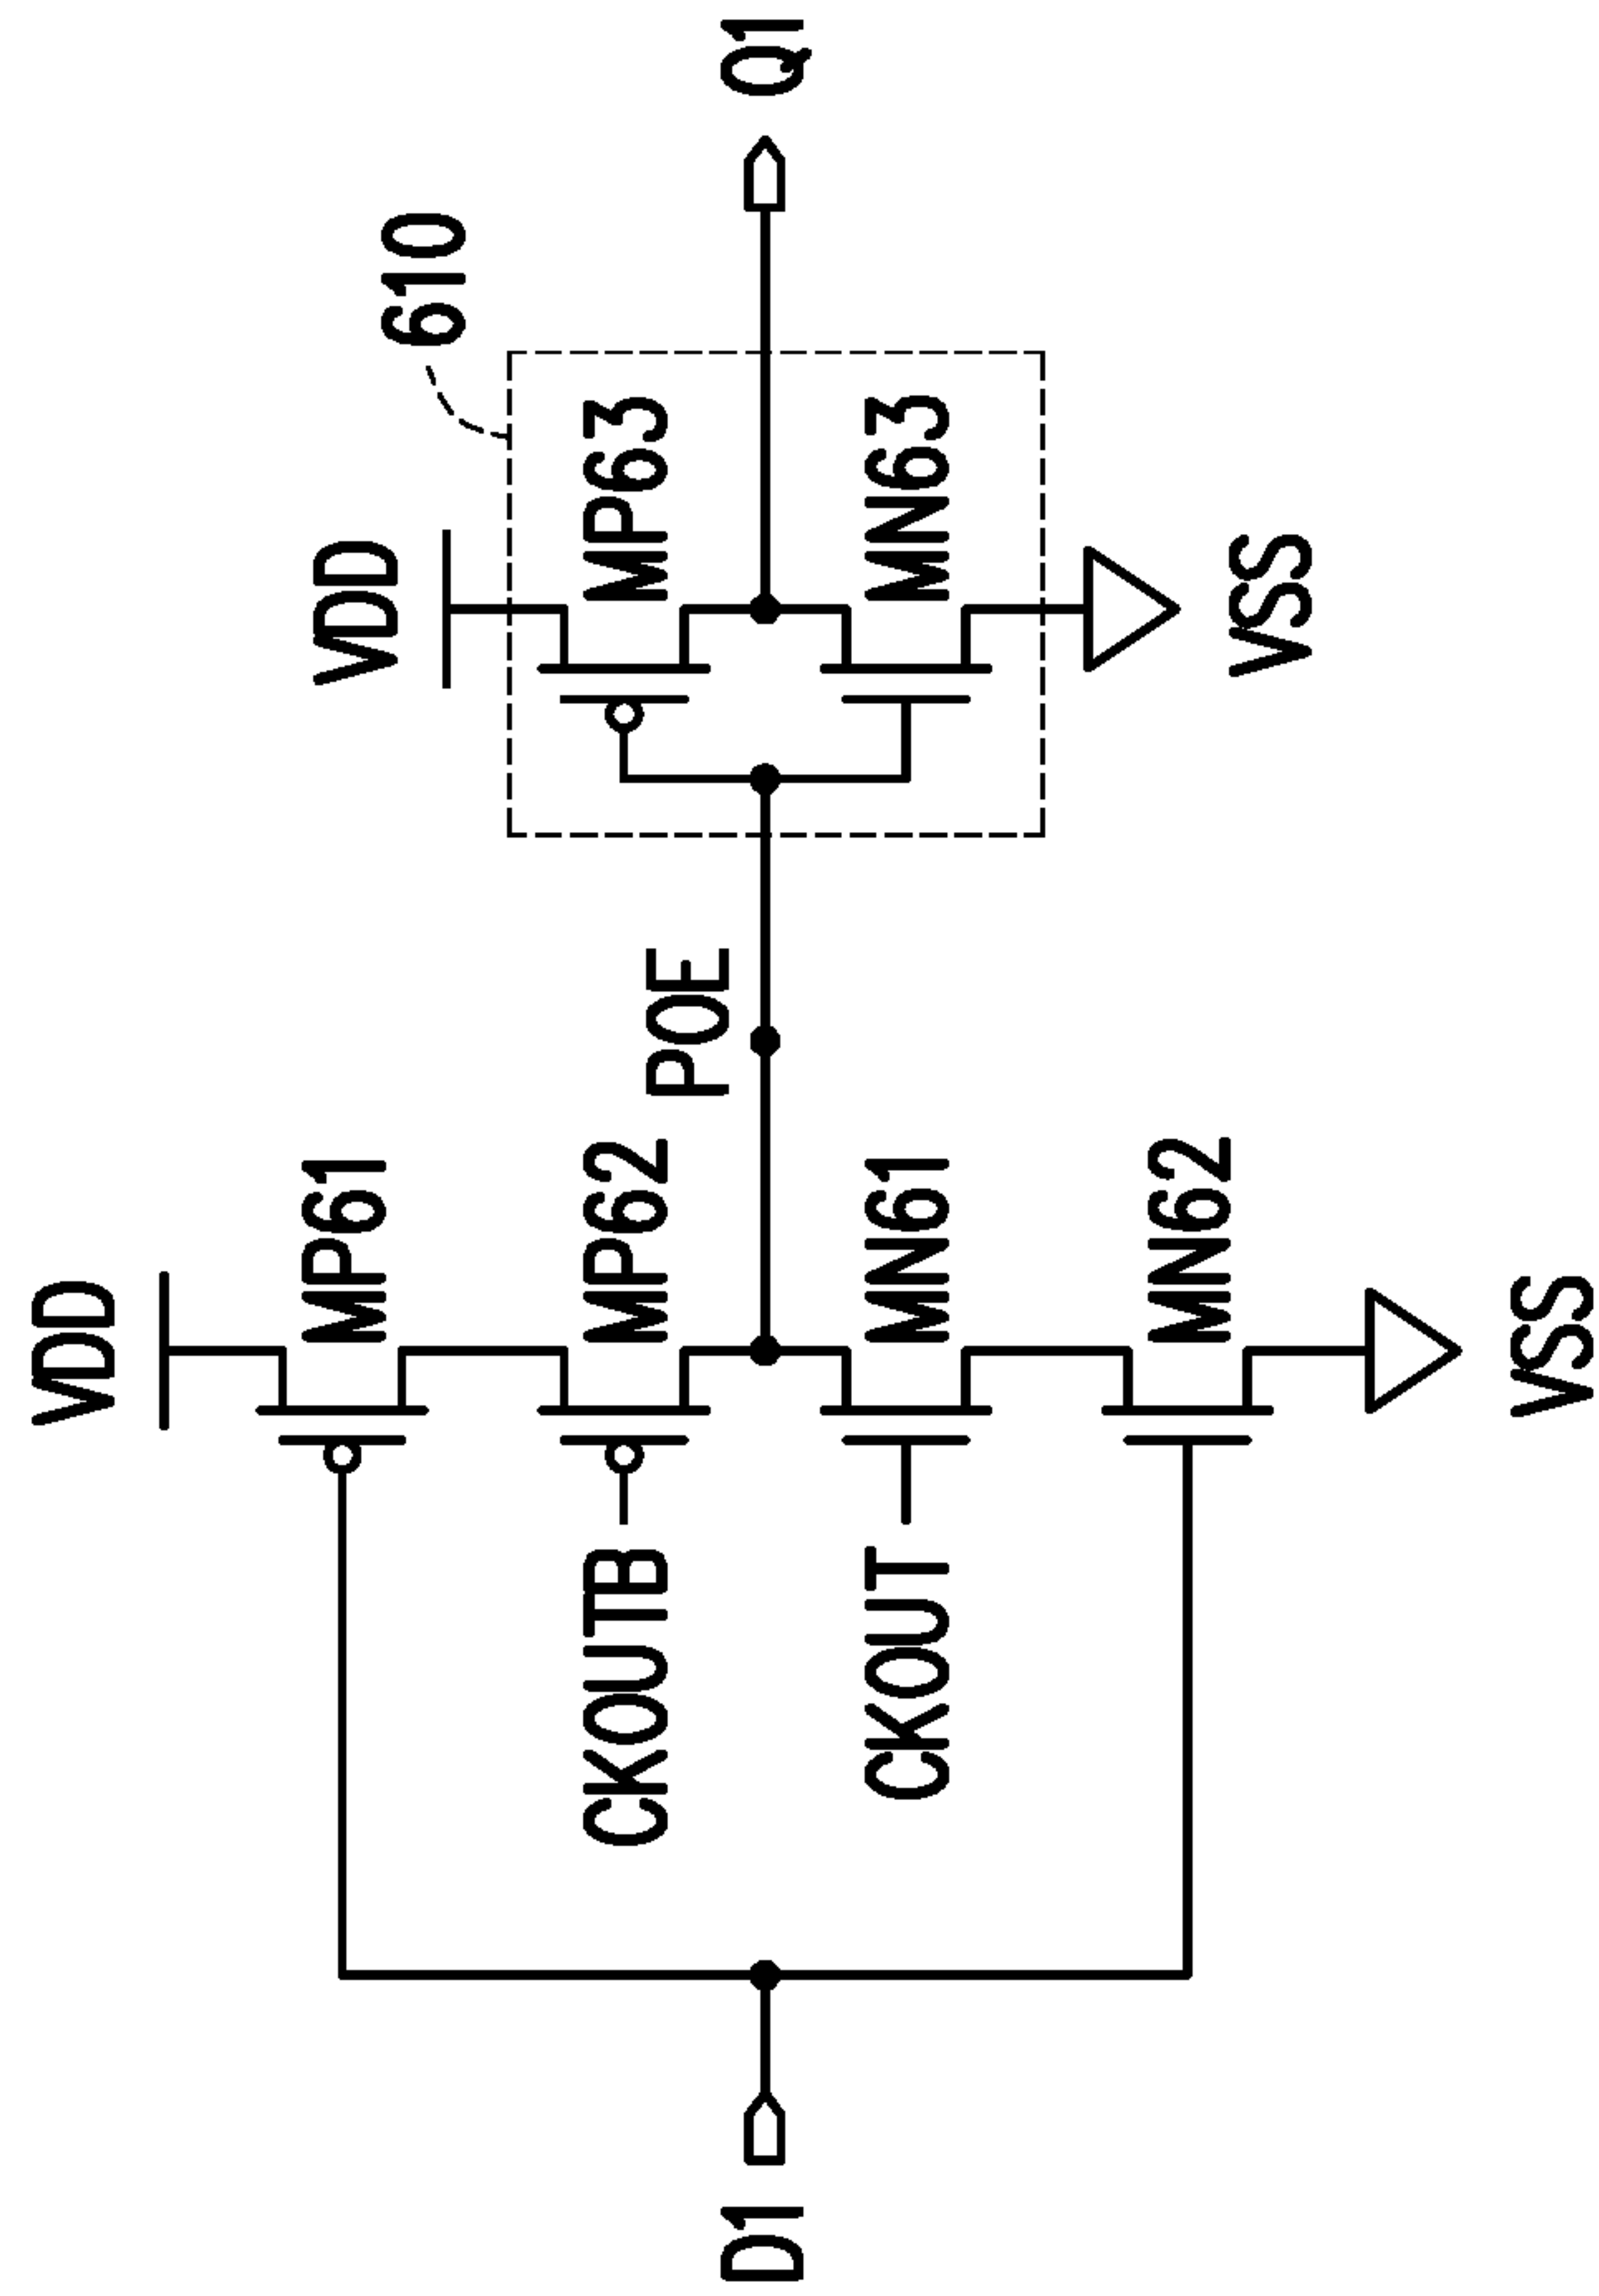 VDD
MP61
CKOUTB
MP62
POE
D1
CKOUT
MN61
MN62
VSS
VDD
610
MP63
Q1
MN63
VSS